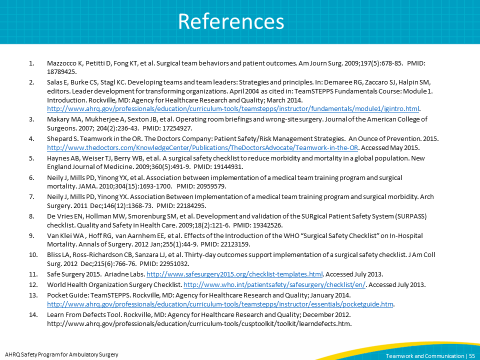 References
1. Mazzocco K, Petitti D, Fong KT, et al. Surgical team behaviors and patient outcomes. Am Journ Surg. 2009;197(5):678-85. PMID:
18789425.
2. Salas E, Burke CS, Stagl KC. Developing teams and team leaders: Strategies and principles. In: Demaree RG, Zaccaro SJ, Halpin SM,
editors. Leader development for transforming organizations. April 2004 as cited in: TeamSTEPPS Fundamentals Course: Module 1.
Introduction. Rockville, MD: Agency for Healthcare Research and Quality; March 2014.
http://www.ahrq.gov/professionals/education/curriculum-tools/teamstepps/instructor/fundamentals/module1/igintro.html.
3. Makary MA, Mukherjee A, Sexton JB, et al. Operating room briefings and wrong-site surgery. Journal of the American College of
Surgeons. 2007; 204(2):236-43. PMID: 17254927.
4. Shepard S. Teamwork in the OR. The Doctors Company: Patient Safety/Risk Management Strategies. An Ounce of Prevention. 2015.
http://www.thedoctors.com/KnowledgeCenter/Publications/TheDoctorsAdvocate/Teamwork-in-the-OR. Accessed May 2015.
5. Haynes AB, Weiser TJ, Berry WB, et al. A surgical safety checklist to reduce morbidity and mortality in a global population. New
England Journal of Medicine. 2009;360(5):491-9. PMID: 19144931.
6. Neily J, Mills PD, Yinong YX, et al. Association between implementation of a medical team training program and surgical
mortality. JAMA. 2010;304(15):1693-1700. PMID: 20959579.
7. Neily J, Mills PD, Yinong YX. Association Between implementation of a medical team training program and surgical morbidity. Arch
Surgery. 2011 Dec;146(12):1368-73. PMID: 22184295.
8. De Vries EN, Hollman MW, Smorenburg SM, et al. Development and validation of the SURgical Patient Safety System (SURPASS)
checklist. Quality and Safety in Health Care. 2009;18(2):121-6. PMID: 19342526.
9. Van Klei WA , Hoff RG, van Aarnhem EE, et al. Effects of the Introduction of the WHO “Surgical Safety Checklist” on In-Hospital
Mortality. Annals of Surgery. 2012 Jan;255(1):44-9. PMID: 22123159.
10. Bliss LA, Ross-Richardson CB, Sanzara LJ, et al. Thirty-day outcomes support implementation of a surgical safety checklist. J Am Coll
Surg. 2012 Dec;215(6):766-76. PMID: 22951032.
11. Safe Surgery 2015. Ariadne Labs. http://www.safesurgery2015.org/checklist-templates.html. Accessed July 2013.
12. World Health Organization Surgery Checklist. http://www.who.int/patientsafety/safesurgery/checklist/en/. Accessed July 2013.
13. Pocket Guide: TeamSTEPPS. Rockville, MD: Agency for Healthcare Research and Quality; January 2014.
http://www.ahrq.gov/professionals/education/curriculum-tools/teamstepps/instructor/essentials/pocketguide.htm.
14. Learn From Defects Tool. Rockville, MD: Agency for Healthcare Research and Quality; December 2012.
http://www.ahrq.gov/professionals/education/curriculum-tools/cusptoolkit/toolkit/learndefects.htm.
AHRQ Safety Program for Ambulatory Surgery
Teamwork and Communication | 55